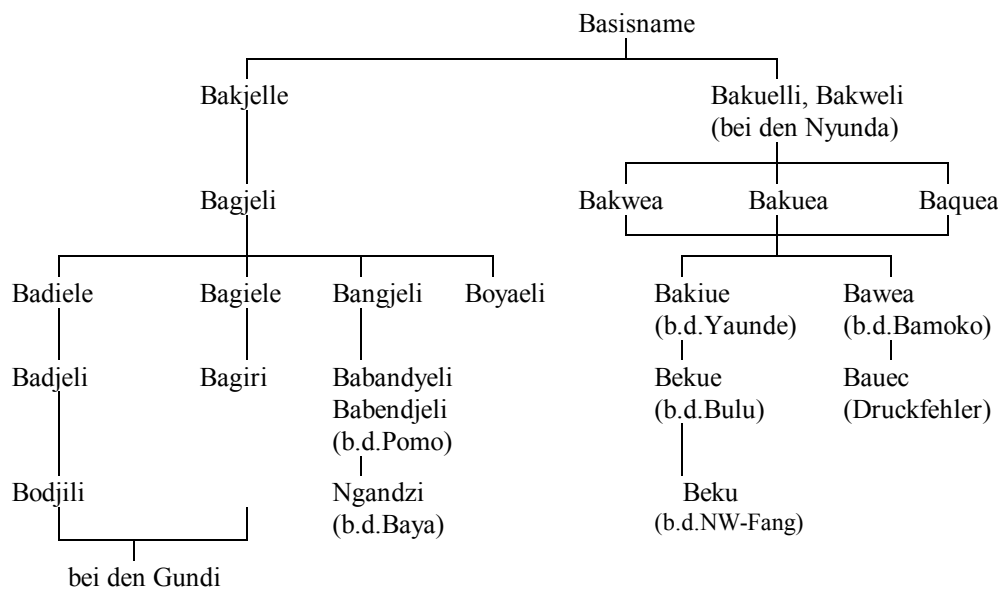 Basisname
Bakjelle
Bakuelli, Bakweli
(bei den Nyunda)
Bagjeli
Bakwea
Bakuea
Baquea
Badiele
Bagiele
Bangjeli
Boyaeli
Bakiue
(b.d.Yaunde)
Bawea
(b.d.Bamoko)
Badjeli
Bagiri
Babandyeli
Babendjeli
(b.d.Pomo)
Bekue
(b.d.Bulu)
Bauec
(Druckfehler)
Bodjili
Ngandzi
(b.d.Baya)
Beku
(b.d.NW-Fang)
bei den Gundi